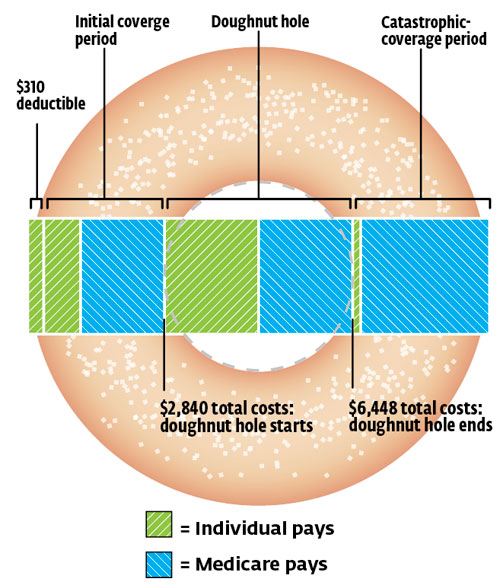 Initial coverge
period
Doughnut hole
Catastrophic-
coverage period
$310
deductible
$2,840 total costs:
doughnut hole starts
$6,448 total costs:
doughnut hole ends
= Individual pays
= Medicare pays